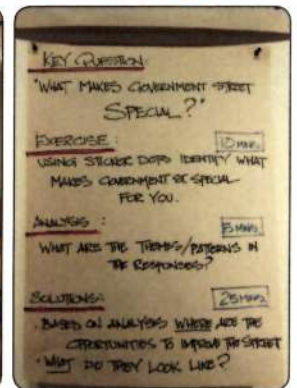 KEY QUESTION:
"WHAT MAKES GOVERNMENT STREET
SPECIAL?"
EXERCISE: 10 MINS.
USING STICKER DOTS IDENTIFY WHAT
MAKES GOVERNMENT ST SPECIAL
FOR YOU.
ANALYSIS: 5 MINS.
WHAT ARE THE THEMES/PATTERNS IN
THE RESPONSES?
SOLUTIONS: 25 MINS.
• BASED ON ANALYSIS WHERE ARE THE
OPPORTUNITIES TO IMPROVE THE STREET
• WHAT DO THEY LOOK LIKE?